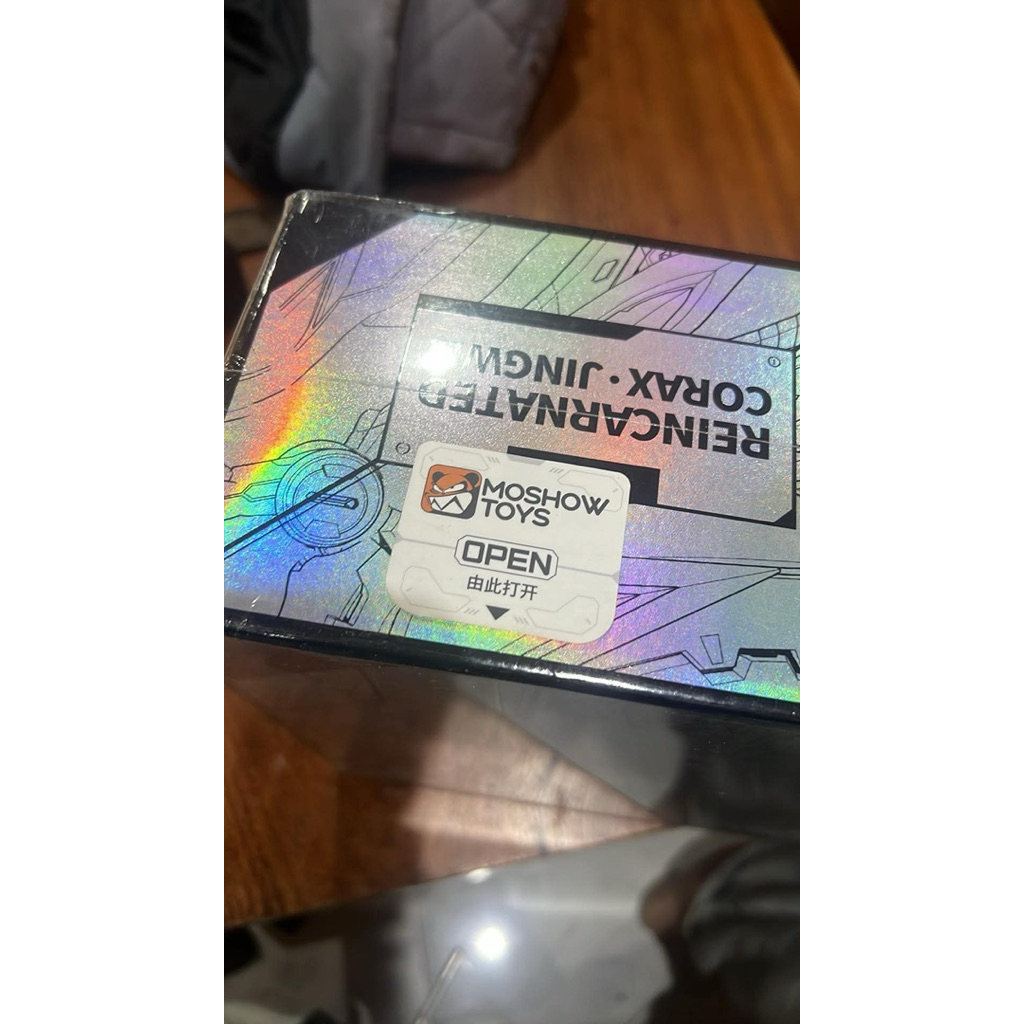 REINCARNATED
CORAX·JINGW
MOSHOW
TOYS
OPEN
由此打开